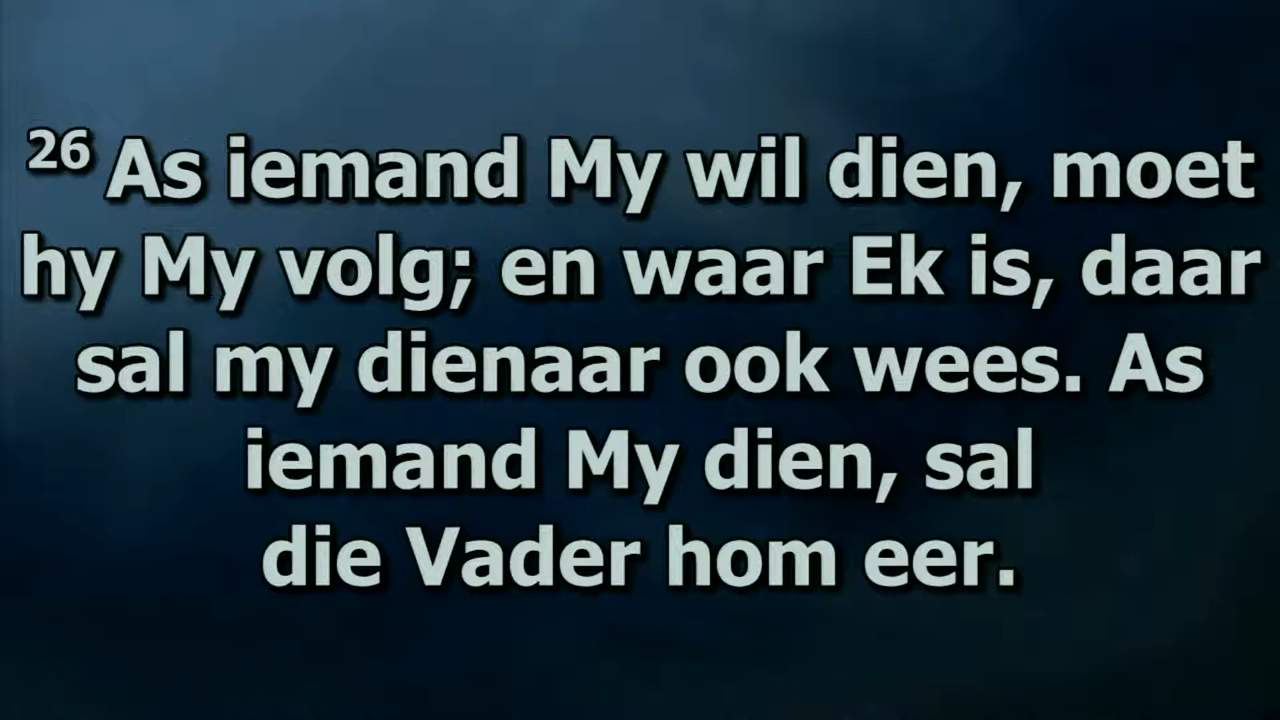 26 As iemand My wil dien, moet
hy My volg; en waar Ek is, daar
sal my dienaar ook wees. As
iemand My dien, sal
die Vader hom eer.